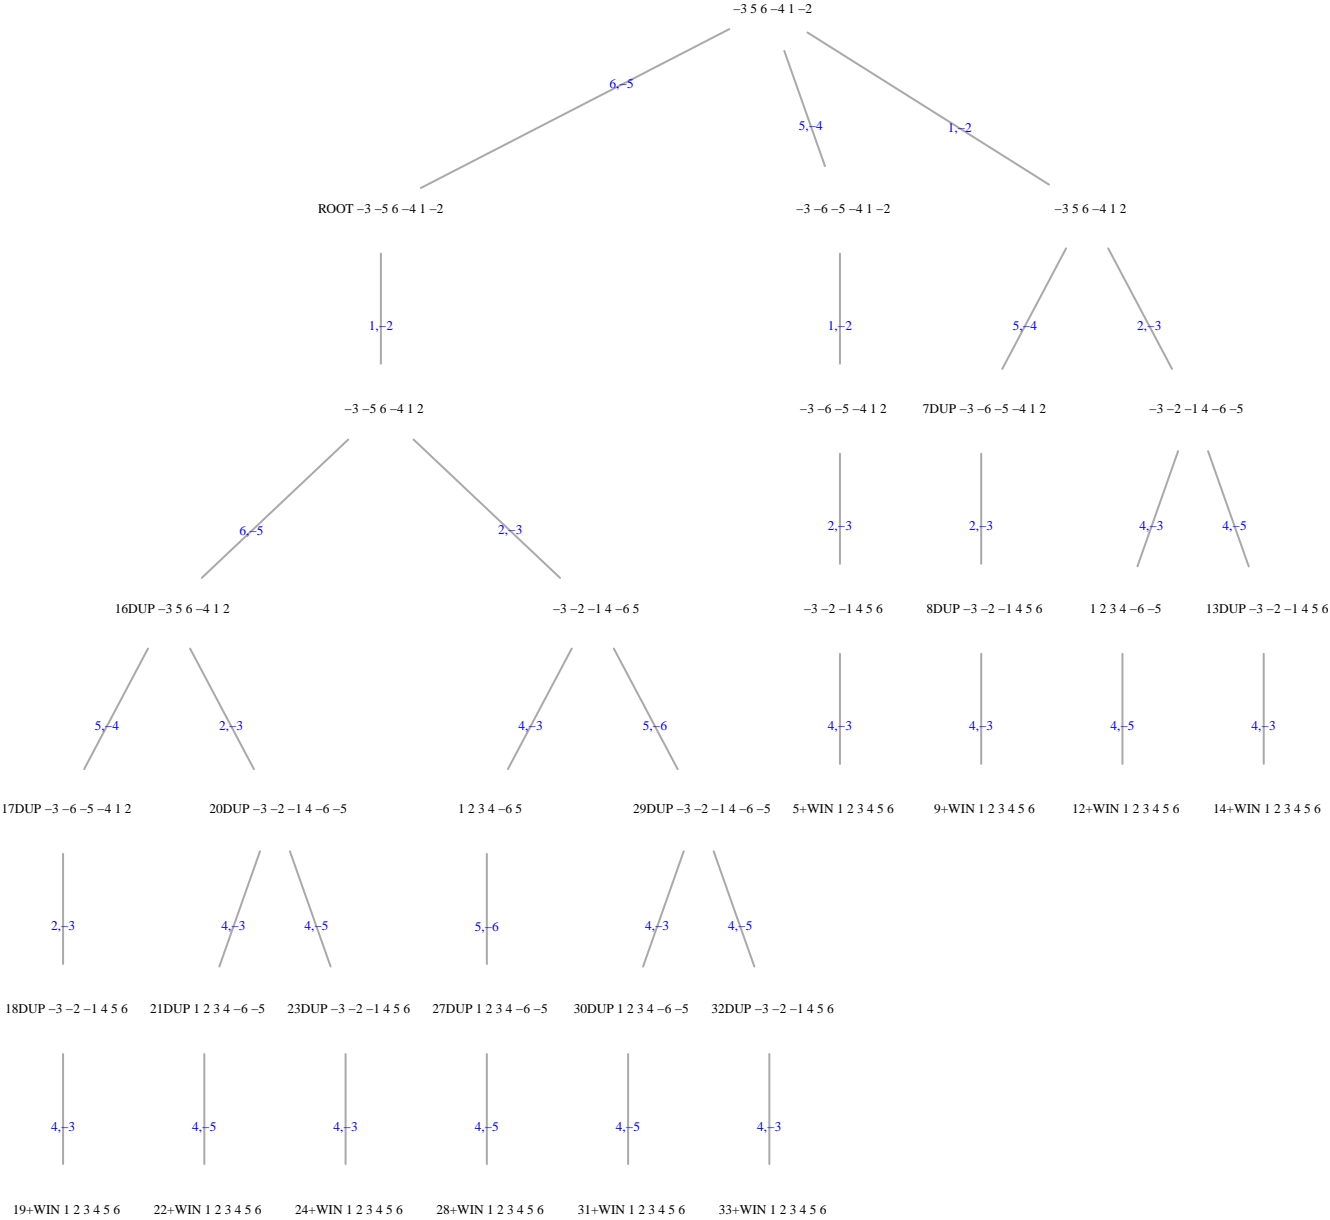 −3 5 6 −4 1 −2
6,−5
5,−4
1,−2
ROOT −3 −5 6 −4 1 −2
−3 −6 −5 −4 1 −2
−3 5 6 −4 1 2
1,−2
1,−2
5,−4
2,−3
−3 −5 6 −4 1 2
−3 −6 −5 −4 1 2
7DUP −3 −6 −5 −4 1 2
−3 −2 −1 4 −6 −5
6,−5
2,−3
2,−3
2,−3
4,−3
4,−5
16DUP −3 5 6 −4 1 2
−3 −2 −1 4 −6 5
−3 −2 −1 4 5 6
8DUP −3 −2 −1 4 5 6
1 2 3 4 −6 −5
13DUP −3 −2 −1 4 5 6
5,−4
2,−3
4,−3
5,−6
4,−3
4,−3
4,−5
4,−3
17DUP −3 −6 −5 −4 1 2
20DUP −3 −2 −1 4 −6 −5
1 2 3 4 −6 5
29DUP −3 −2 −1 4 −6 −5
5+WIN 1 2 3 4 5 6
9+WIN 1 2 3 4 5 6
12+WIN 1 2 3 4 5 6
14+WIN 1 2 3 4 5 6
2,−3
4,−3
4,−5
5,−6
4,−3
4,−5
18DUP −3 −2 −1 4 5 6
21DUP 1 2 3 4 −6 −5
23DUP −3 −2 −1 4 5 6
27DUP 1 2 3 4 −6 −5
30DUP 1 2 3 4 −6 −5
32DUP −3 −2 −1 4 5 6
4,−3
4,−5
4,−3
4,−5
4,−5
4,−3
19+WIN 1 2 3 4 5 6
22+WIN 1 2 3 4 5 6
24+WIN 1 2 3 4 5 6
28+WIN 1 2 3 4 5 6
31+WIN 1 2 3 4 5 6
33+WIN 1 2 3 4 5 6